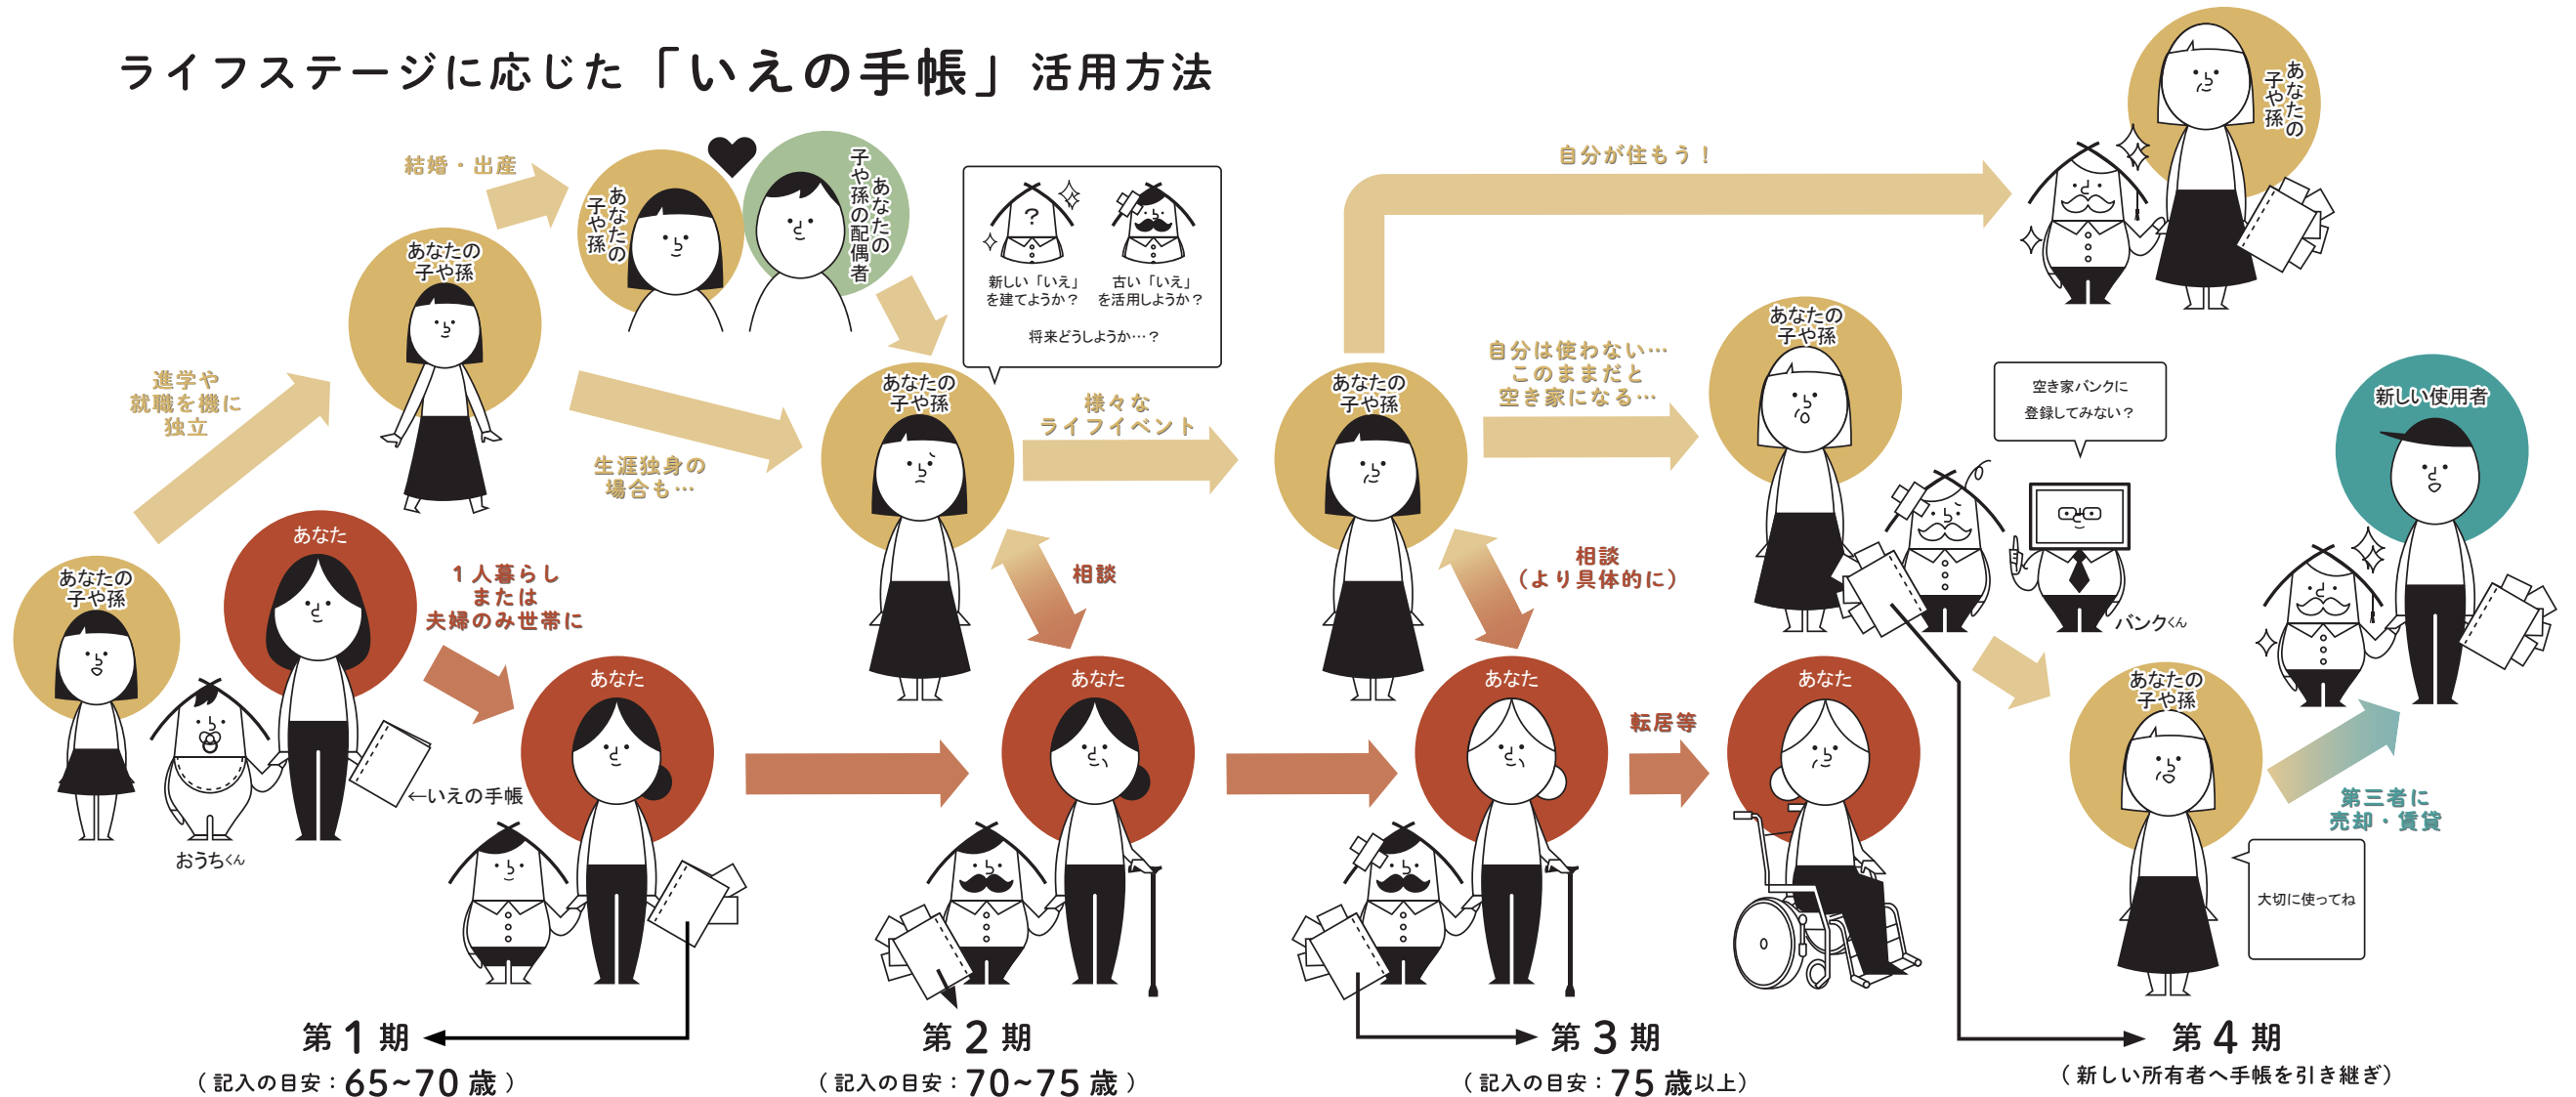 ライフステージに応じた「いえの手帳」活用方法
あなたの
子や孫
あなた
おうちくん
←いえの手帳
進学や
就職を機に
独立
あなたの
子や孫
結婚・出産
あなたの
子や孫
あなたの
子や孫の配偶者
生涯独身の
場合も…
1人暮らし
または
夫婦のみ世帯に
あなた
第1期
(記入の目安：65~70歳)
新しい「いえ」
を建てようか？
古い「いえ」
を活用しようか？
将来どうしようか…？
あなたの
子や孫
相談
あなた
第2期
(記入の目安：70~75歳)
様々な
ライフイベント
あなたの
子や孫
相談
(より具体的に)
あなた
第3期
(記入の目安：75歳以上)
転居等
あなた
自分が住もう！
あなたの
子や孫
自分は使わない…
このままだと
空き家になる…
あなたの
子や孫
空き家バンクに
登録してみない？
バンクくん
あなたの
子や孫
大切に使ってね
第三者に
売却・賃貸
新しい使用者
第4期
(新しい所有者へ手帳を引き継ぎ)